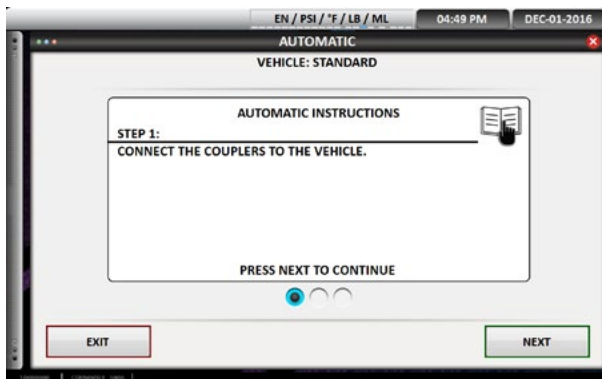 EN / PSI / °F / LB / ML 04:49 PM DEC-01-2016
AUTOMATIC
VEHICLE: STANDARD
AUTOMATIC INSTRUCTIONS
STEP 1:
CONNECT THE COUPLERS TO THE VEHICLE.
PRESS NEXT TO CONTINUE
EXIT NEXT